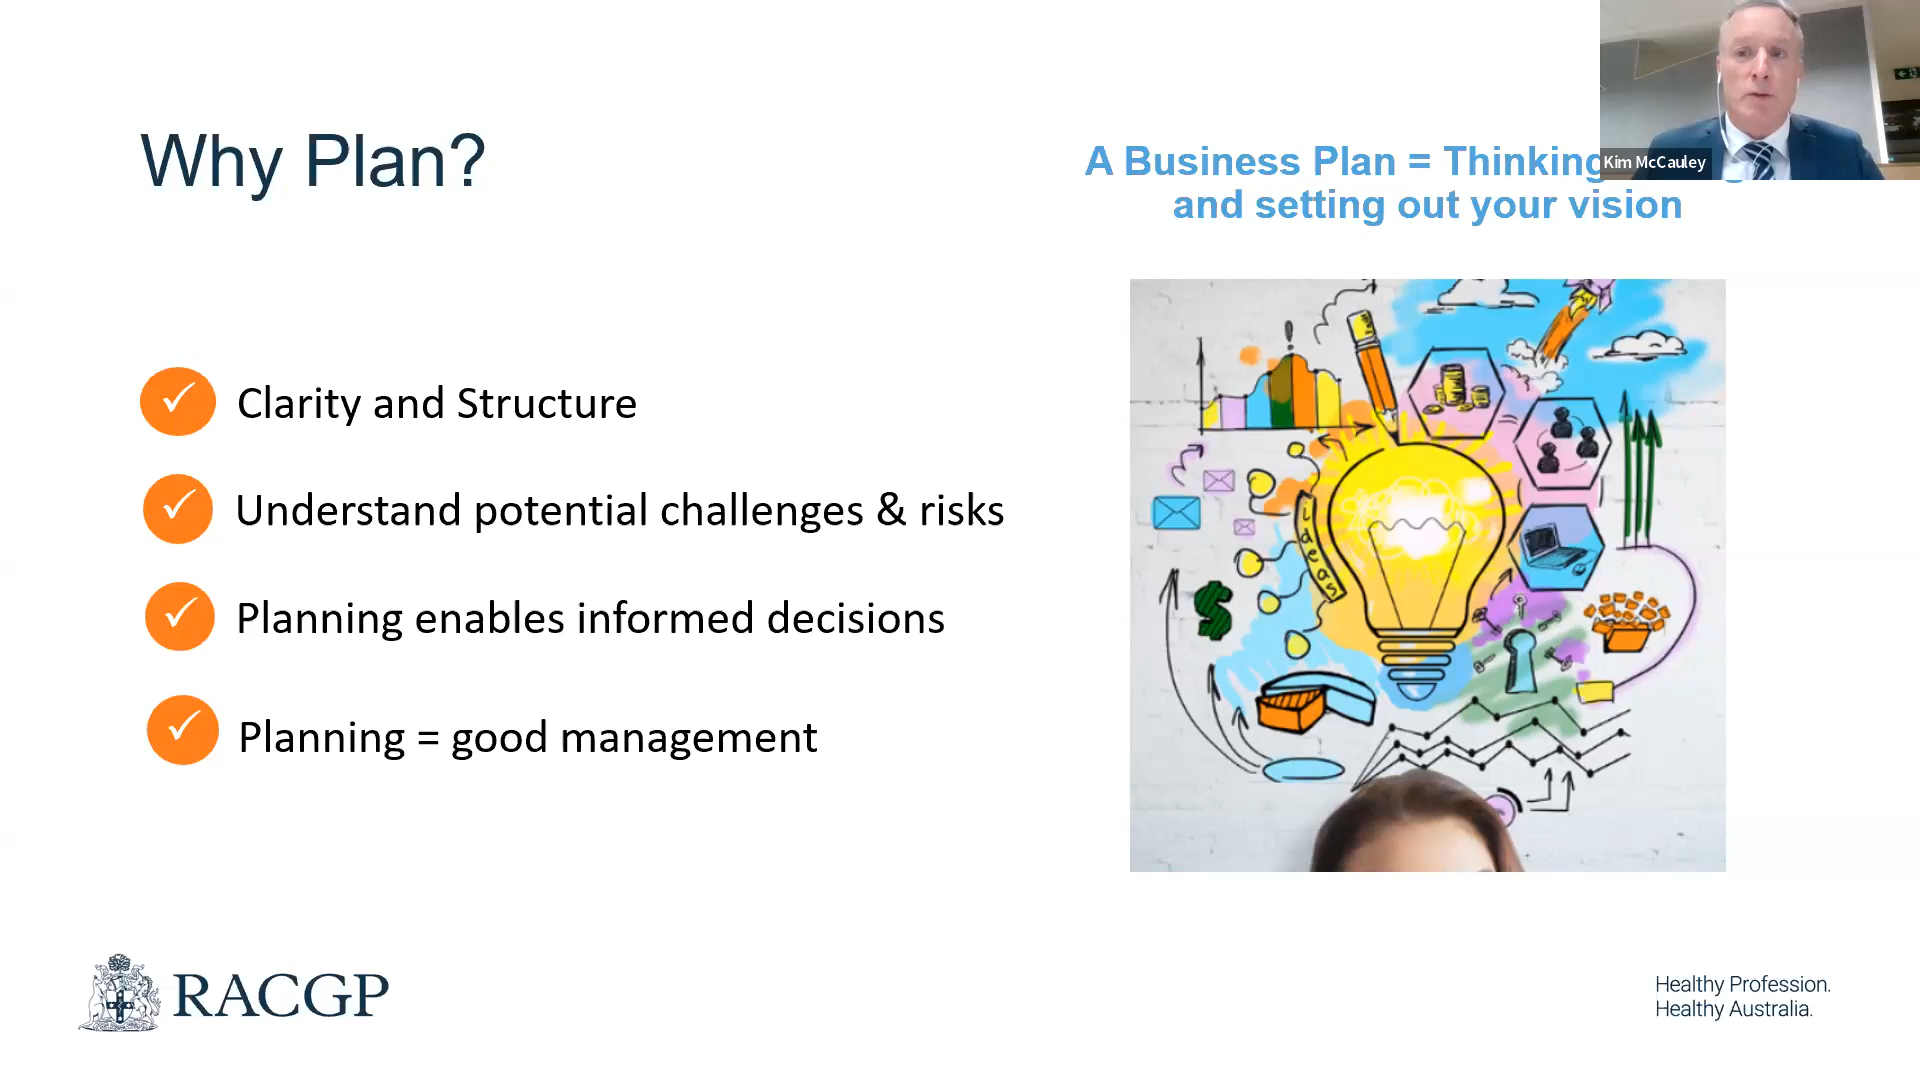 Why Plan?
A Business Plan = Thinking
and setting out your vision
Kim McCauley
Clarity and Structure
Understand potential challenges & risks
Planning enables informed decisions
Planning = good management
Ideas
RACGP
Healthy Profession.
Healthy Australia.